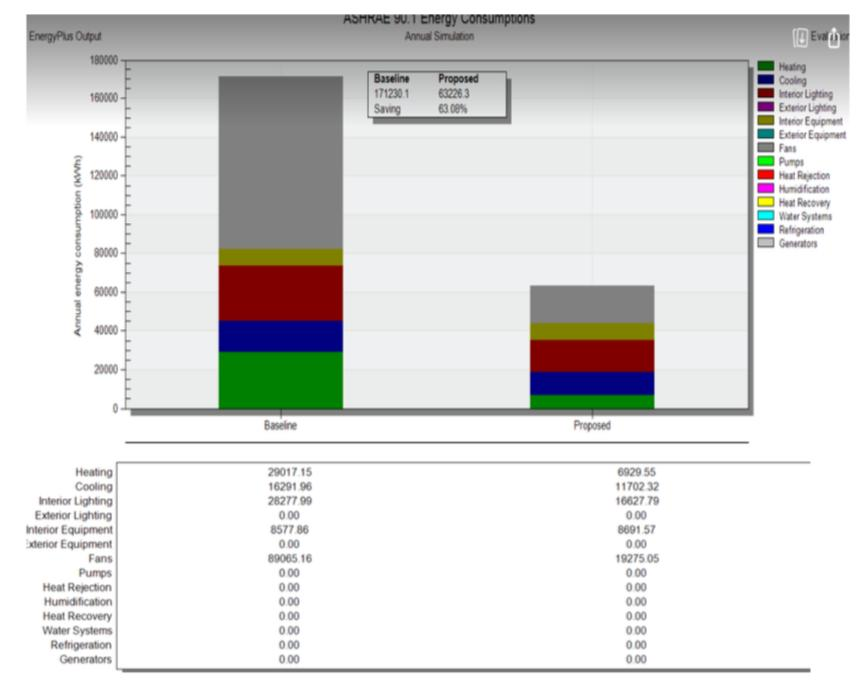 ASHRAE 90.1 Energy Consumptions
EnergyPlus Output
Annual Simulation
180000
160000
140000
120000
100000
80000
60000
40000
20000
0
Annual energy consumption (kWh)
Baseline Proposed
171230.1 63226.3
Saving 63.08%
Heating
Cooling
Interior Lighting
Exterior Lighting
Interior Equipment
Exterior Equipment
Fans
Pumps
Heat Rejection
Humidification
Heat Recovery
Water Systems
Refrigeration
Generators
Baseline Proposed
Heating 29017.15 6929.55
Cooling 16291.96 11702.32
Interior Lighting 28277.99 16627.79
Exterior Lighting 0.00 0.00
Interior Equipment 8577.86 8691.57
xterior Equipment 0.00 0.00
Fans 89065.16 19275.05
Pumps 0.00 0.00
Heat Rejection 0.00 0.00
Humidification 0.00 0.00
Heat Recovery 0.00 0.00
Water Systems 0.00 0.00
Refrigeration 0.00 0.00
Generators 0.00 0.00